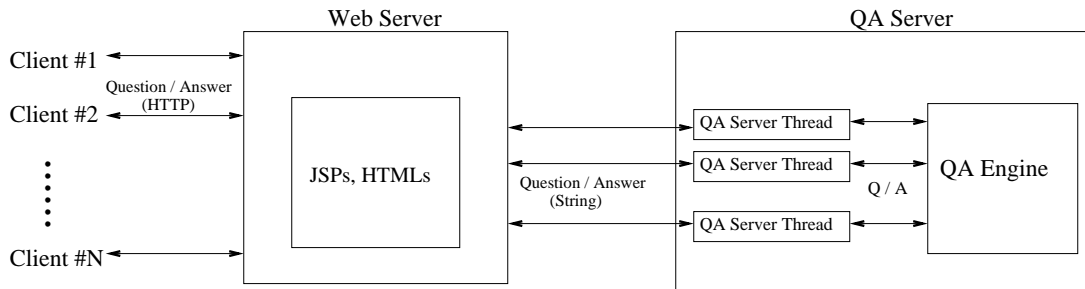 Web Server
QA Server
Client #1
Question / Answer
(HTTP)
Client #2
Client #N
JSPs, HTMLs
Question / Answer
(String)
QA Server Thread
QA Server Thread
QA Server Thread
Q / A
QA Engine